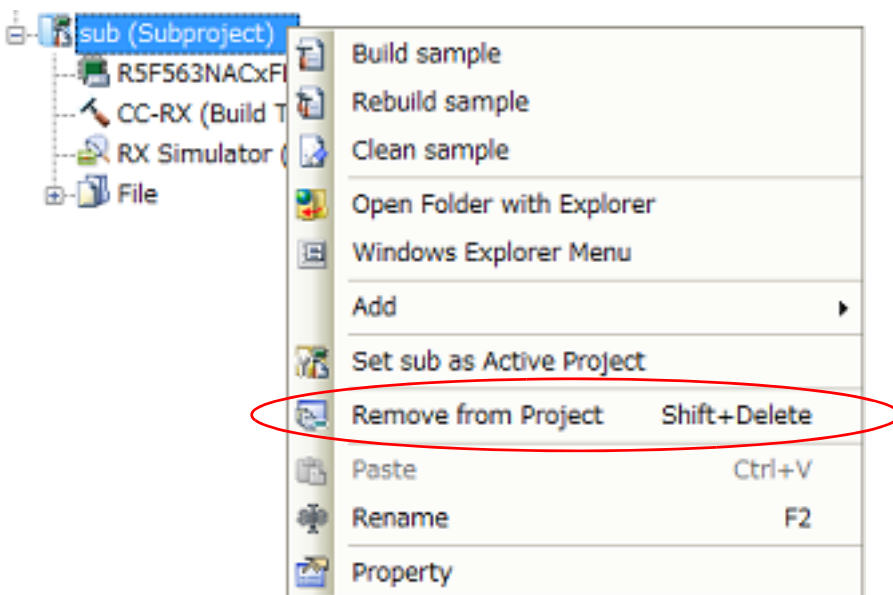 sub (Subproject)
R5F563NACxF
CC-RX (Build T
RX Simulator (
File
Build sample
Rebuild sample
Clean sample
Open Folder with Explorer
Windows Explorer Menu
Add
Set sub as Active Project
Remove from Project Shift+Delete
Paste Ctrl+V
Rename F2
Property